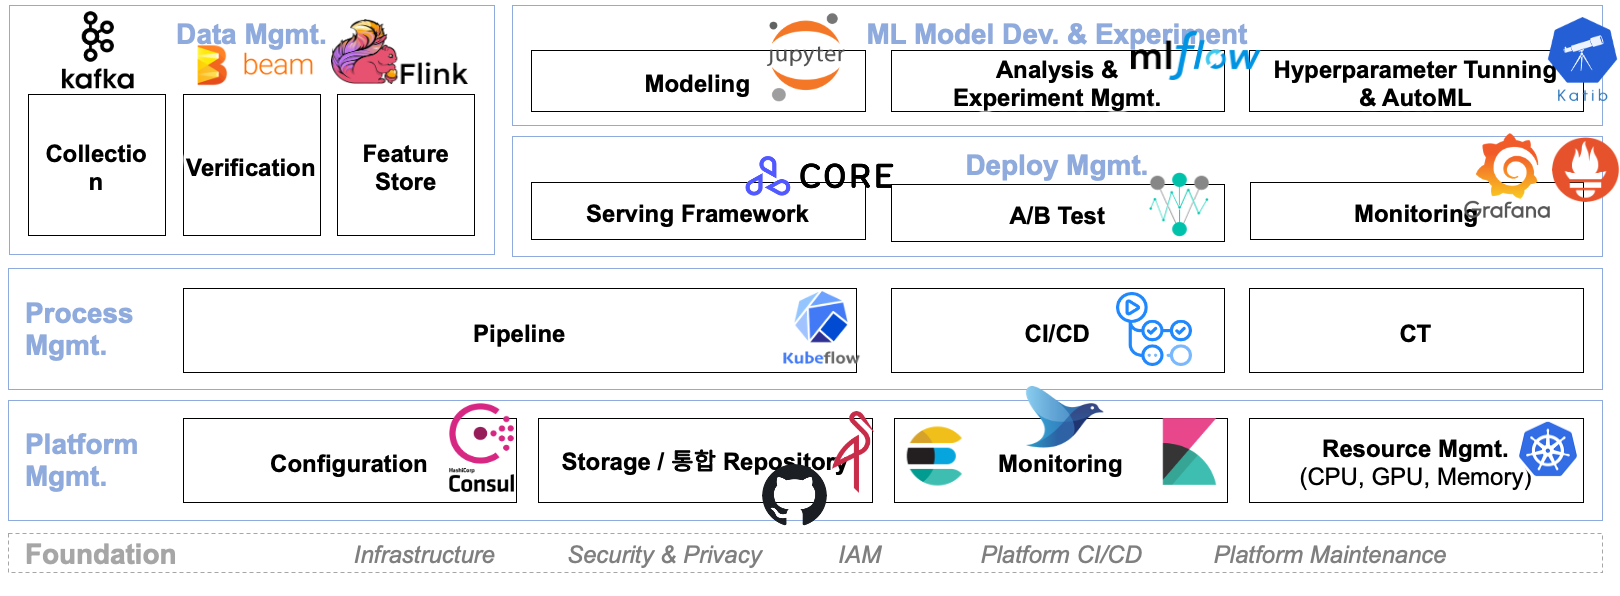 Data Mgmt.
kafka
beam
Flink
Collectio
n
Verification
Feature
Store
ML Model Dev. & Experiment
Modeling
jupyter
Analysis &
Experiment Mgmt.
mlflow
Hyperparameter Tunning
& AutoML
Katib
Deploy Mgmt.
CORE
Serving Framework
A/B Test
Monitoring
Grafana
Process
Mgmt.
Pipeline
Kubeflow
CI/CD
CT
Platform
Mgmt.
Configuration
HashiCorp
Consul
Storage / 통합 Repository
Monitoring
Resource Mgmt.
(CPU, GPU, Memory)
Foundation
Infrastructure
Security & Privacy
IAM
Platform CI/CD
Platform Maintenance